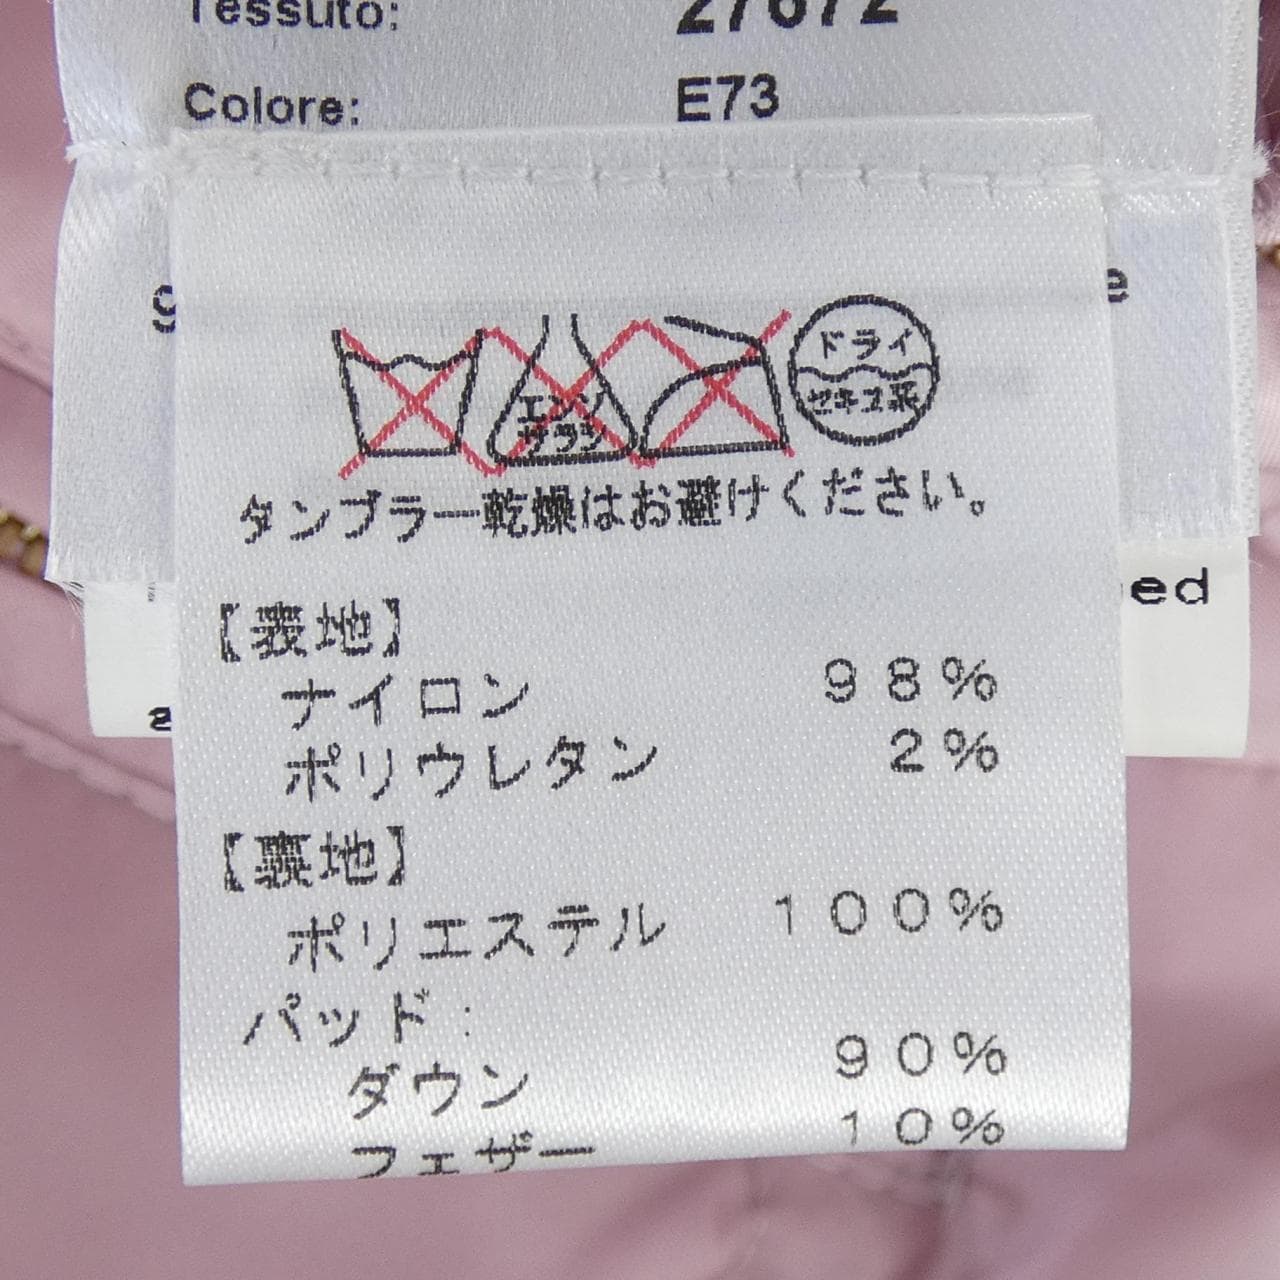 Tessuto: 27672
Colore: E73
ドライ
セキユ系
エンソ
サラシ
タンブラー乾燥はお避けください。
【表地】
ナイロン 98%
ポリウレタン 2%
【裏地】
ポリエステル 100%
パッド:
ダウン 90%
フェザー 10%
ed